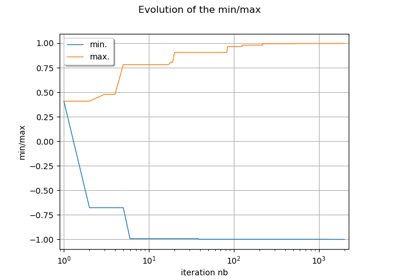 Evolution of the min/max
min.
max.
min/max
1.00
0.75
0.50
0.25
0.00
−0.25
−0.50
−0.75
−1.00
10⁰ 10¹ 10² 10³
iteration nb